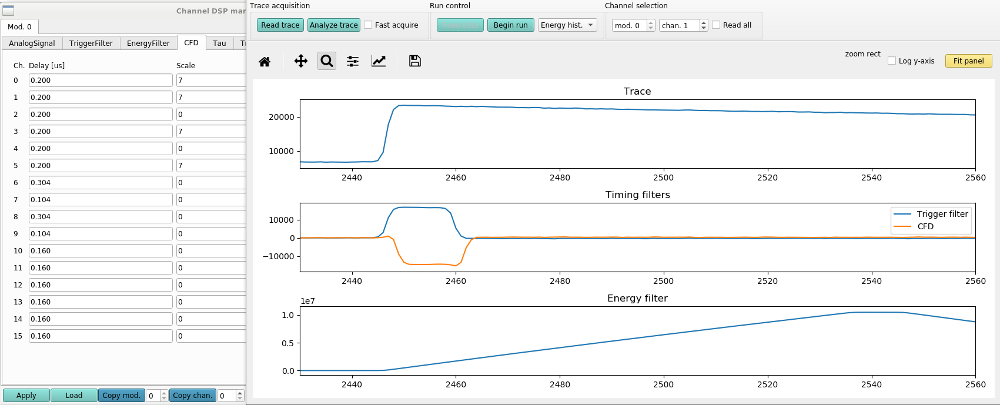 Channel DSP mar
Mod. 0
AnalogSignal TriggerFilter EnergyFilter CFD Tau Tr
Ch. Delay [us] Scale
0 0.200 7
1 0.200 7
2 0.200 0
3 0.200 7
4 0.200 0
5 0.200 7
6 0.304 0
7 0.104 0
8 0.304 0
9 0.104 0
10 0.160 0
11 0.160 0
12 0.160 0
13 0.160 0
14 0.160 0
15 0.160 0
Apply Load Copy mod. 0 Copy chan. 0
Trace acquisition Run control Channel selection
Read trace Analyze trace Fast acquire Begin run Energy hist. mod. 0 chan. 1 Read all
zoom rect Log y-axis Fit panel
Trace
20000
10000
2440 2460 2480 2500 2520 2540 2560
Timing filters
10000
0
−10000
Trigger filter
CFD
2440 2460 2480 2500 2520 2540 2560
Energy filter
1e7
1.0
0.5
0.0
2440 2460 2480 2500 2520 2540 2560